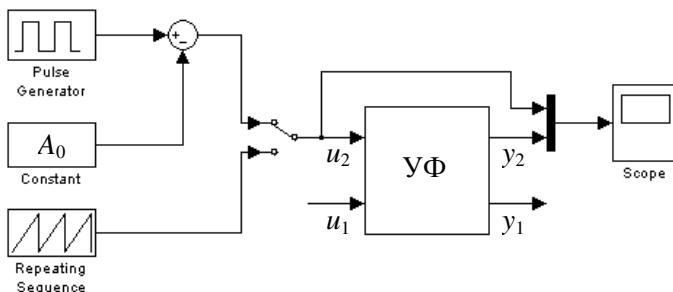 Pulse
Generator
+
−
A₀
Constant
Repeating
Sequence
u₂
УФ
y₂
u₁
y₁
Scope